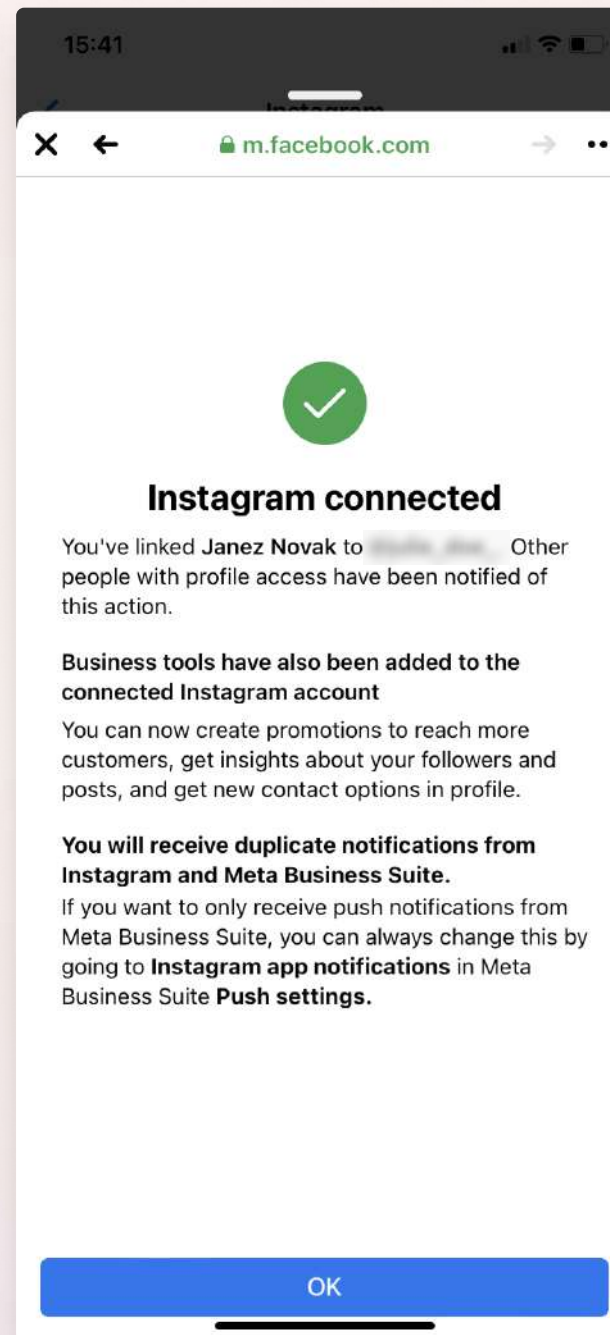 15:41
Instagram
m.facebook.com
Instagram connected
You've linked Janez Novak to Other
people with profile access have been notified of
this action.
Business tools have also been added to the
connected Instagram account
You can now create promotions to reach more
customers, get insights about your followers and
posts, and get new contact options in profile.
You will receive duplicate notifications from
Instagram and Meta Business Suite.
If you want to only receive push notifications from
Meta Business Suite, you can always change this by
going to Instagram app notifications in Meta
Business Suite Push settings.
OK